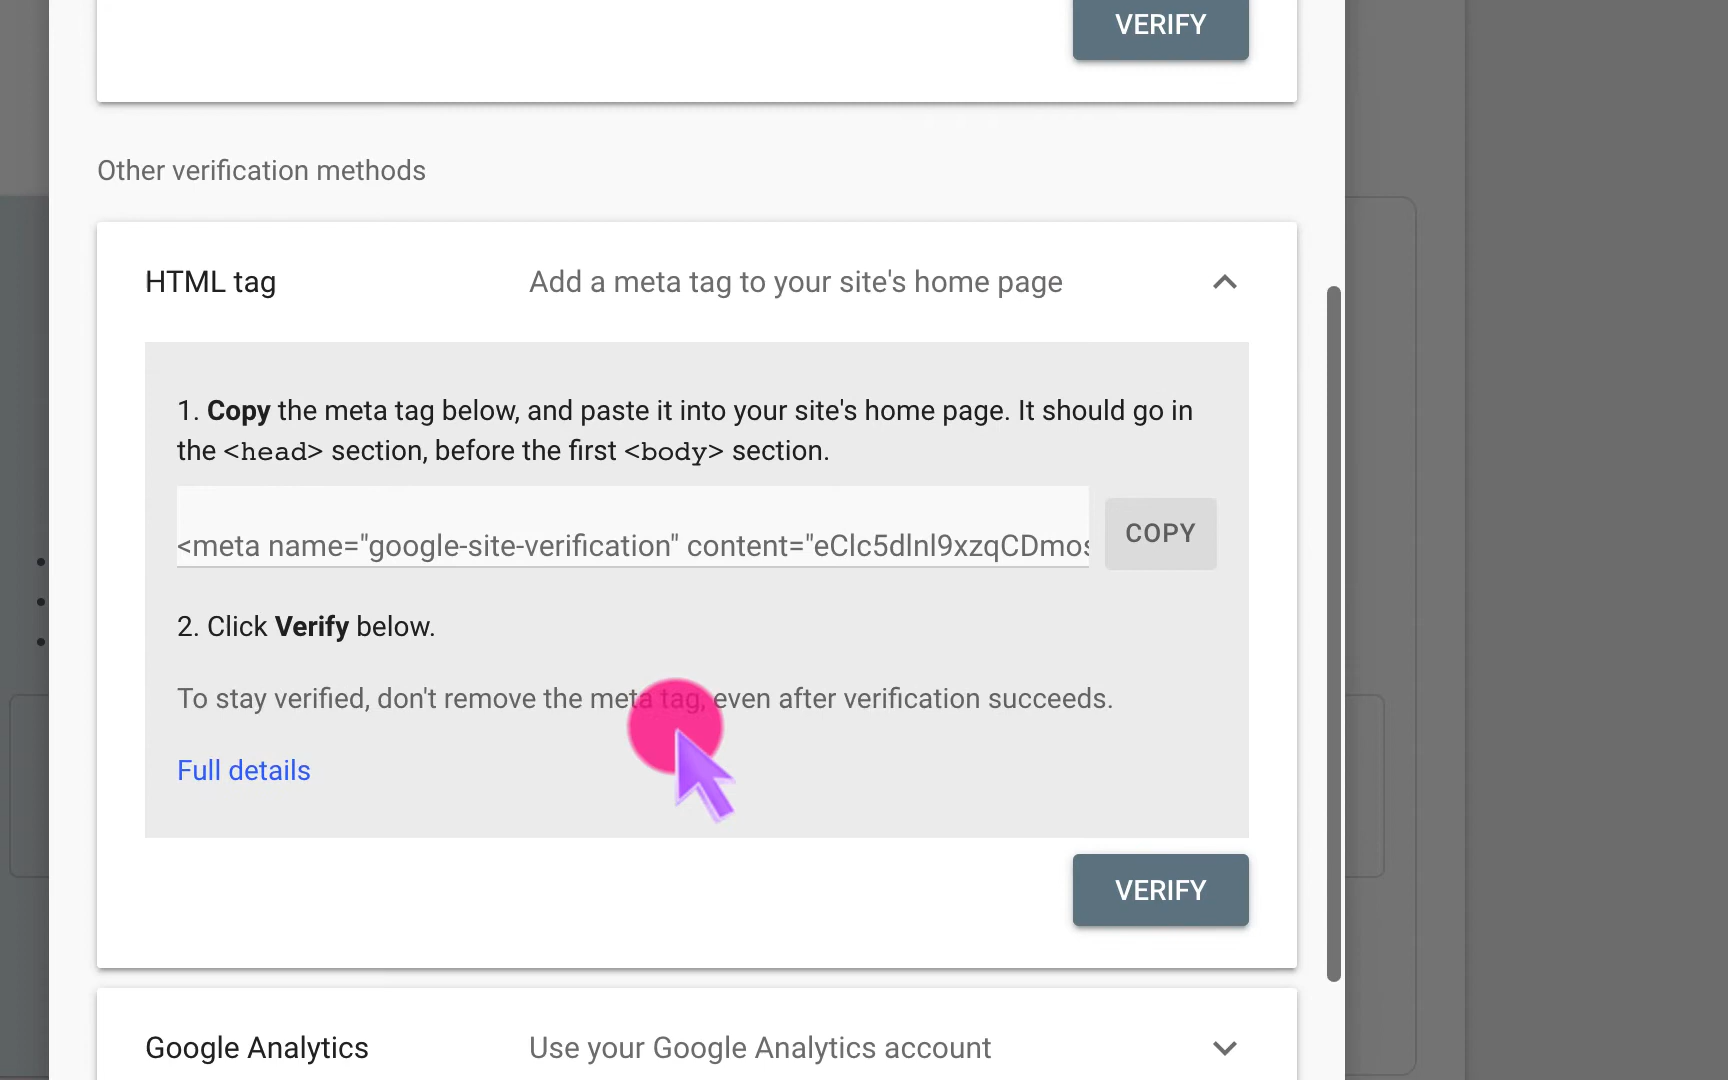 VERIFY
Other verification methods
HTML tag
Add a meta tag to your site's home page
1. Copy the meta tag below, and paste it into your site's home page. It should go in
the <head> section, before the first <body> section.
<meta name="google-site-verification" content="eClc5dlnl9xzqCDmos
COPY
2. Click Verify below.
To stay verified, don't remove the meta tag, even after verification succeeds.
Full details
VERIFY
Google Analytics
Use your Google Analytics account